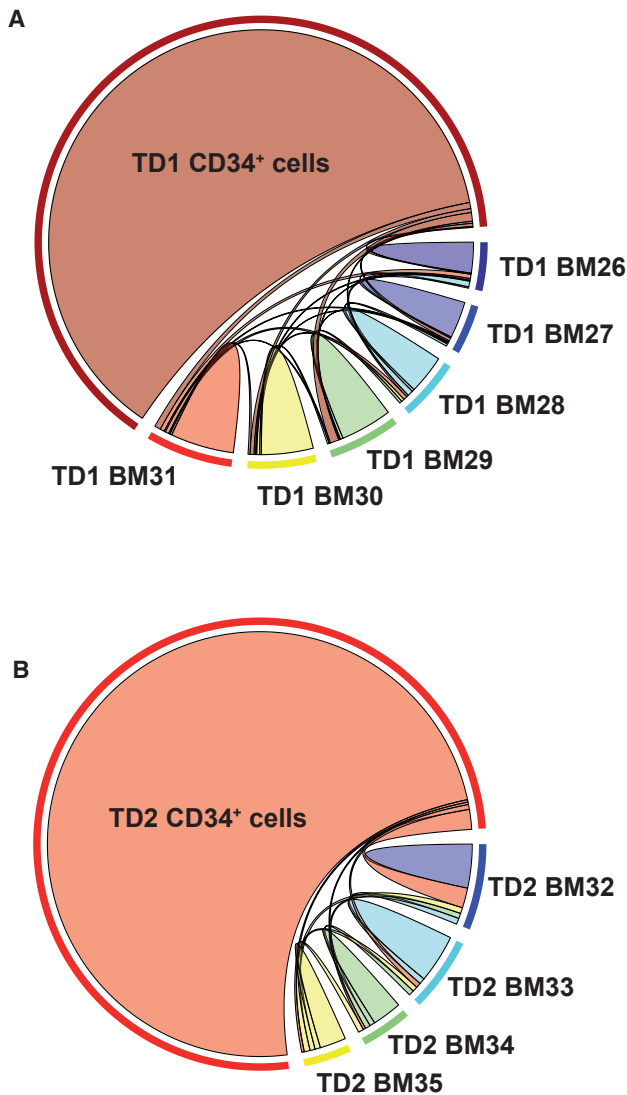 A
TD1 CD34⁺ cells
TD1 BM26
TD1 BM27
TD1 BM28
TD1 BM29
TD1 BM30
TD1 BM31
B
TD2 CD34⁺ cells
TD2 BM32
TD2 BM33
TD2 BM34
TD2 BM35